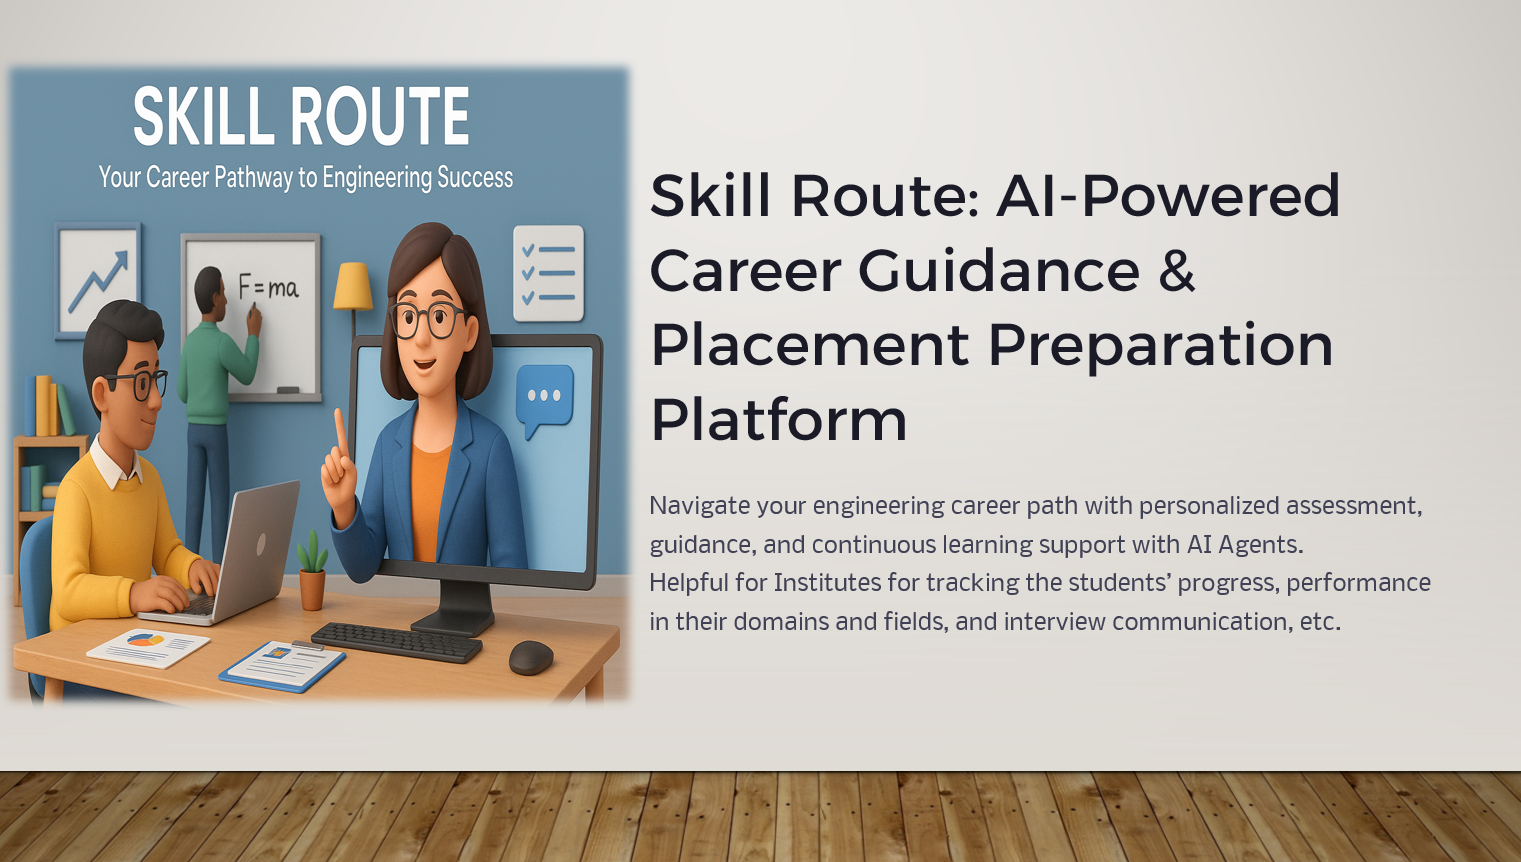 SKILL ROUTE
Your Career Pathway to Engineering Success
F=ma
Skill Route: AI-Powered
Career Guidance &
Placement Preparation
Platform
Navigate your engineering career path with personalized assessment,
guidance, and continuous learning support with AI Agents.
Helpful for Institutes for tracking the students’ progress, performance
in their domains and fields, and interview communication, etc.